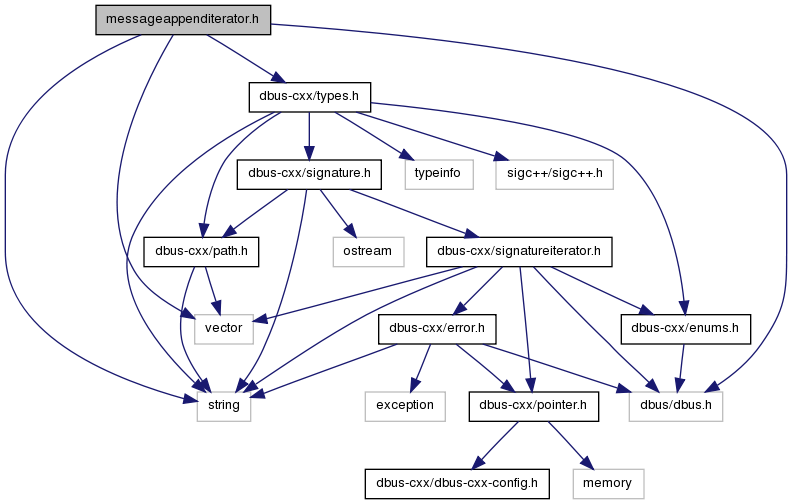 messageappenditerator.h
dbus-cxx/types.h
dbus-cxx/signature.h
typeinfo
sigc++/sigc++.h
dbus-cxx/path.h
ostream
dbus-cxx/signatureiterator.h
vector
dbus-cxx/error.h
dbus-cxx/enums.h
string
exception
dbus-cxx/pointer.h
dbus/dbus.h
dbus-cxx/dbus-cxx-config.h
memory